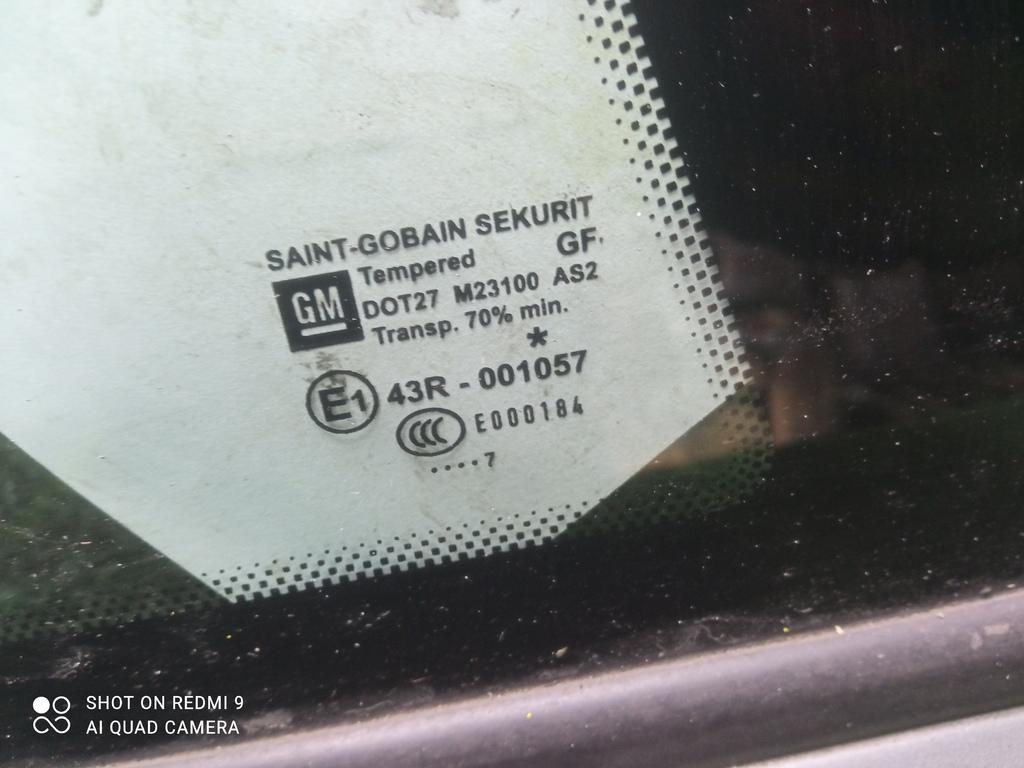 SAINT-GOBAIN SEKURIT
GM Tempered GF
DOT27 M23100 AS2
Transp. 70% min.
*
E1 43R - 001057
CCC E000184
....7
SHOT ON REDMI 9
AI QUAD CAMERA